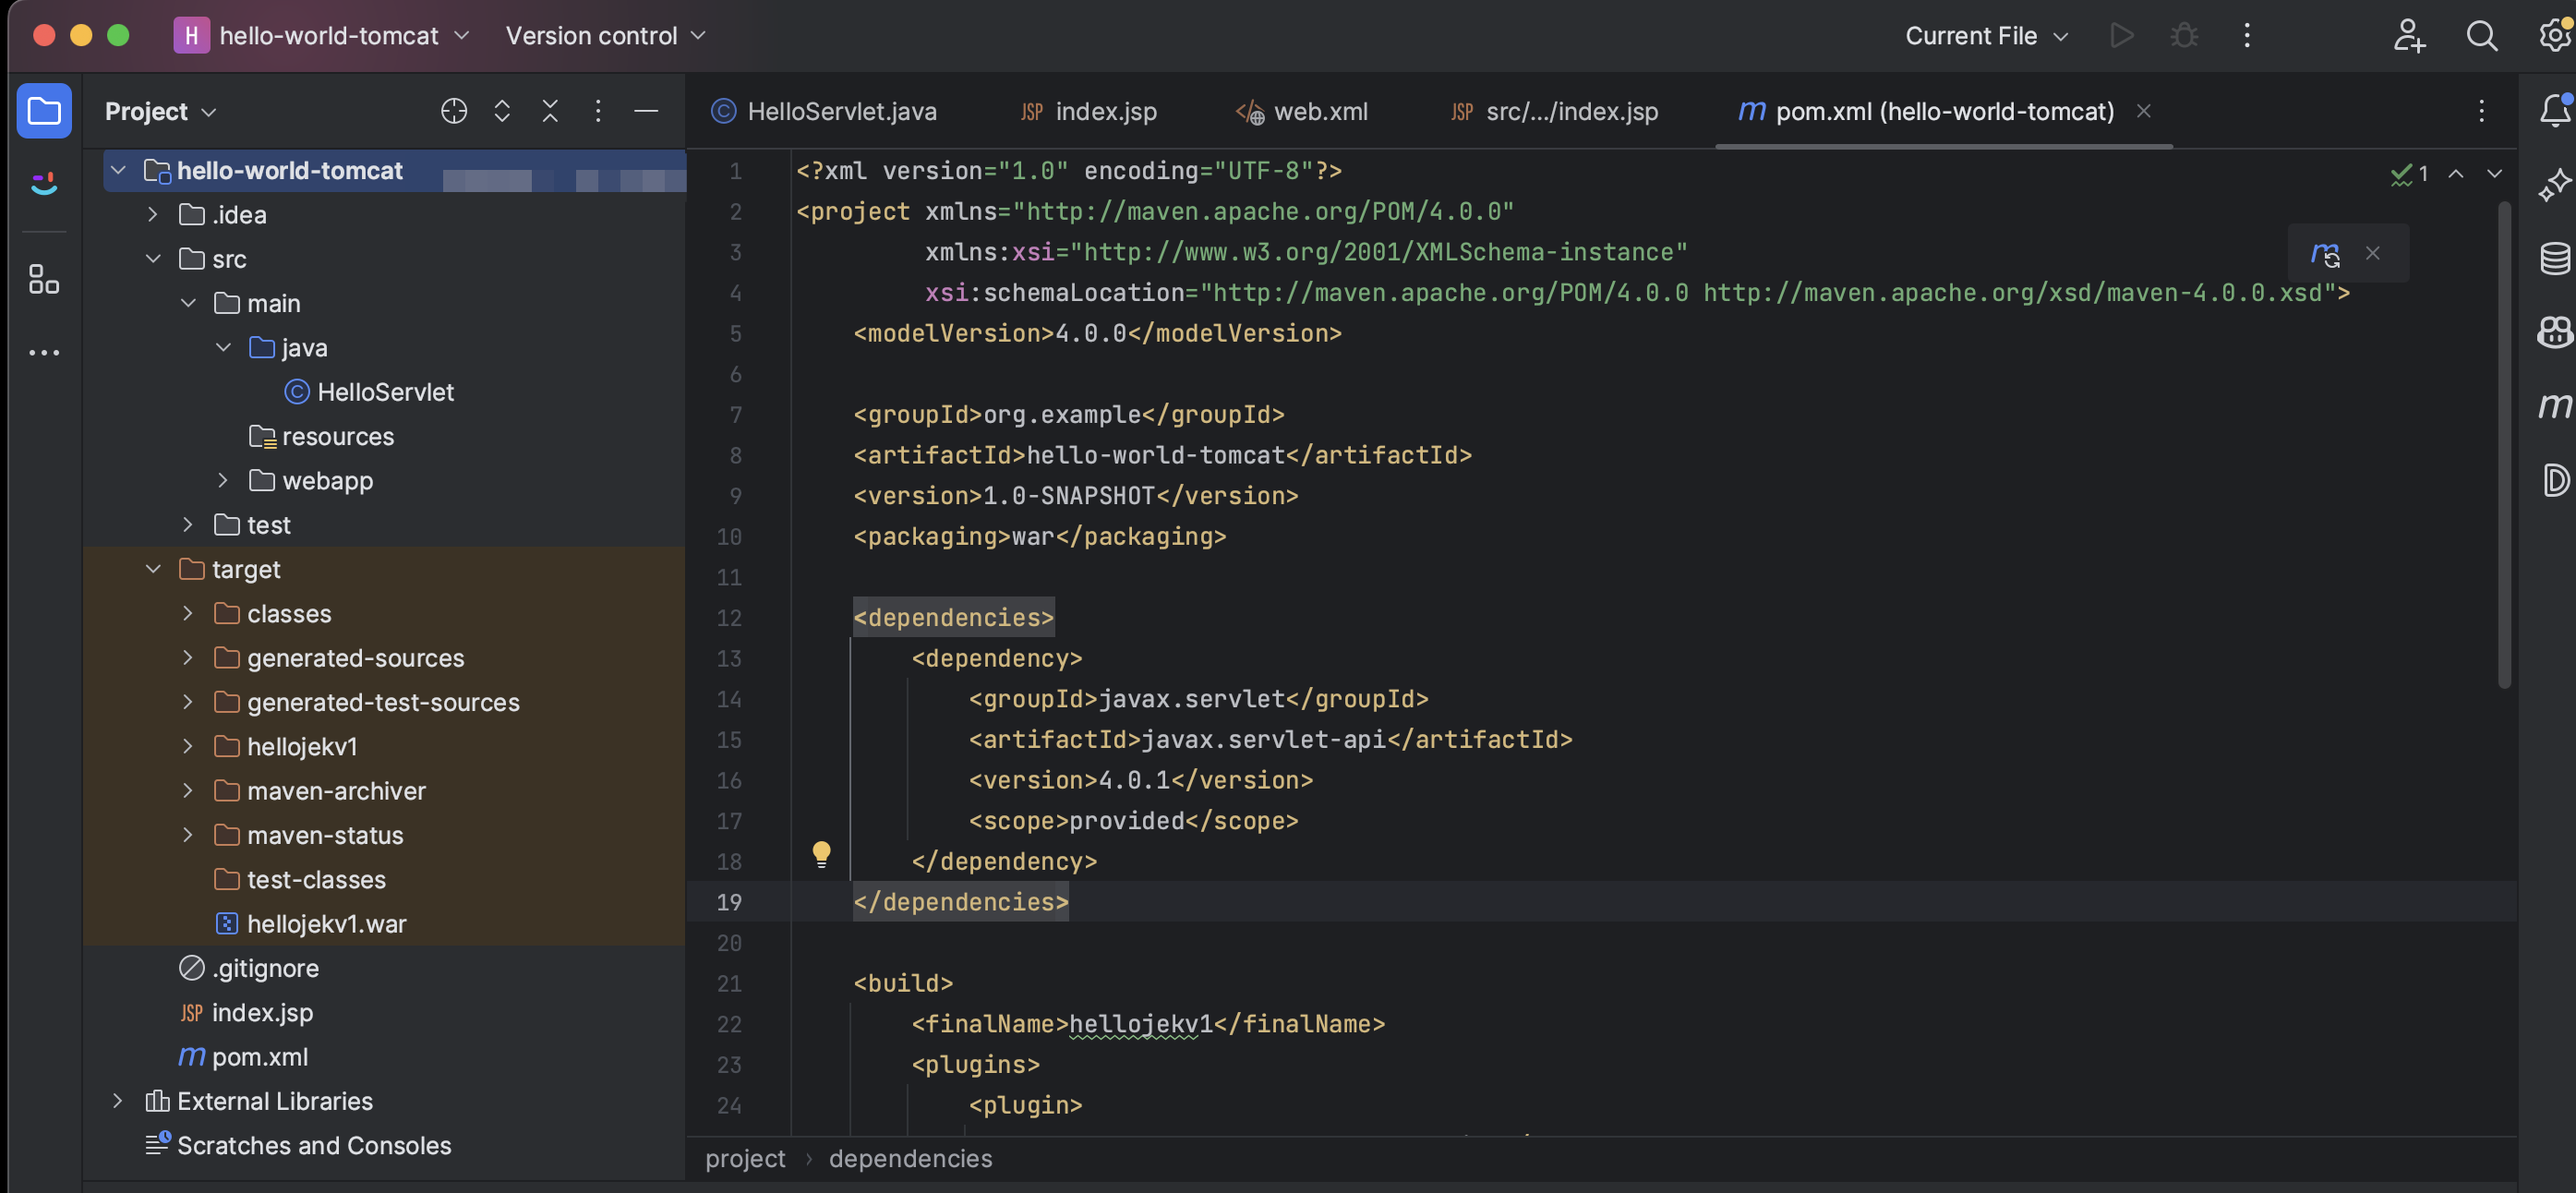 H hello-world-tomcat Version control Current File
Project
HelloServlet.java JSP index.jsp web.xml JSP src/.../index.jsp m pom.xml (hello-world-tomcat)
hello-world-tomcat
.idea
src
main
java
HelloServlet
resources
webapp
test
target
classes
generated-sources
generated-test-sources
hellojekv1
maven-archiver
maven-status
test-classes
hellojekv1.war
.gitignore
JSP index.jsp
m pom.xml
External Libraries
Scratches and Consoles
1 <?xml version="1.0" encoding="UTF-8"?>
1
2 <project xmlns="http://maven.apache.org/POM/4.0.0"
3 xmlns:xsi="http://www.w3.org/2001/XMLSchema-instance"
4 xsi:schemaLocation="http://maven.apache.org/POM/4.0.0 http://maven.apache.org/xsd/maven-4.0.0.xsd">
5 <modelVersion>4.0.0</modelVersion>
6
7 <groupId>org.example</groupId>
8 <artifactId>hello-world-tomcat</artifactId>
9 <version>1.0-SNAPSHOT</version>
10 <packaging>war</packaging>
11
12 <dependencies>
13 <dependency>
14 <groupId>javax.servlet</groupId>
15 <artifactId>javax.servlet-api</artifactId>
16 <version>4.0.1</version>
17 <scope>provided</scope>
18 </dependency>
19 </dependencies>
20
21 <build>
22 <finalName>hellojekv1</finalName>
23 <plugins>
24 <plugin>
project › dependencies